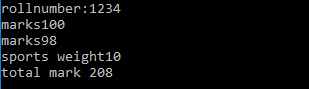 rollnumber:1234
marks100
marks98
sports weight10
total mark 208